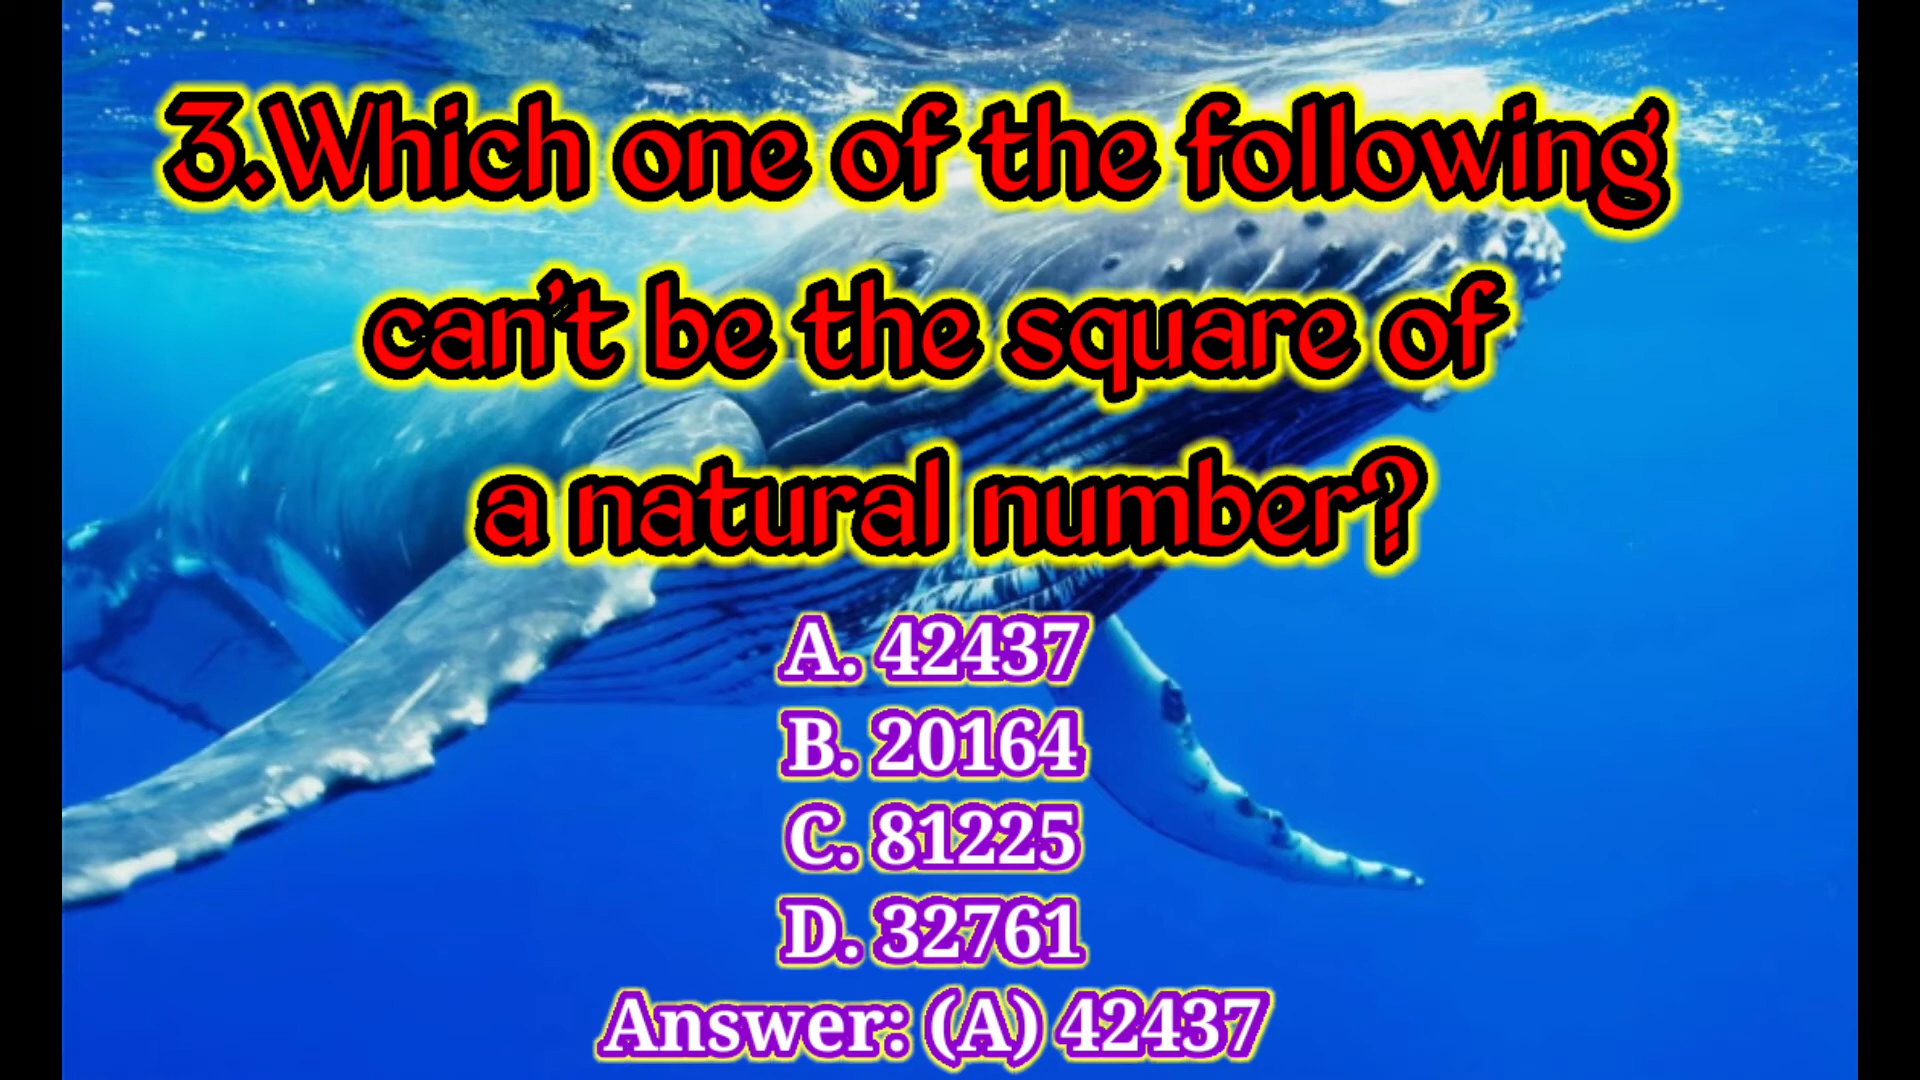 3.Which one of the following
can't be the square of
a natural number?
A. 42437
B. 20164
C. 81225
D. 32761
Answer: (A) 42437